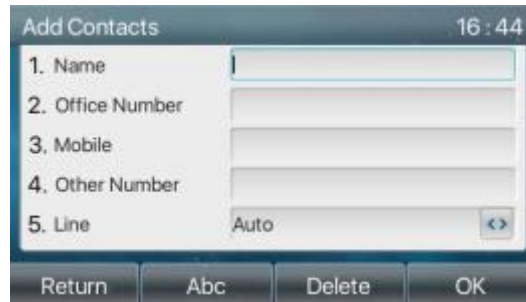 Add Contacts 16:44
1. Name
2. Office Number
3. Mobile
4. Other Number
5. Line Auto <>
Return Abc Delete OK